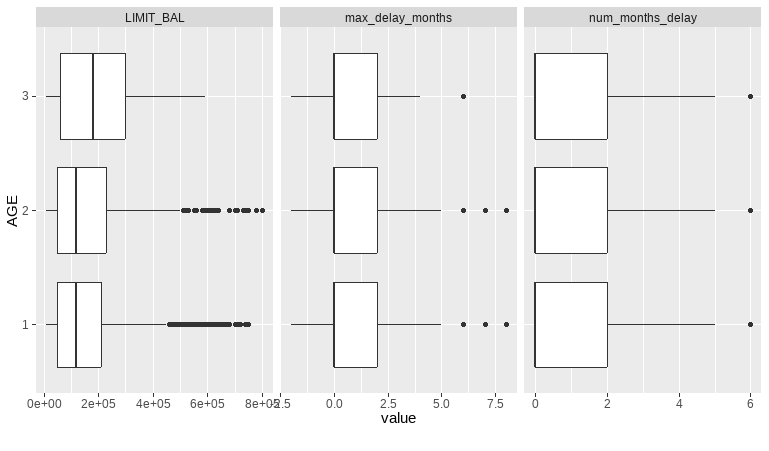 LIMIT_BAL max_delay_months num_months_delay
3
2
1
AGE
0e+00 2e+05 4e+05 6e+05 8e+05 -2.5 0.0 2.5 5.0 7.5 0 2 4 6
value